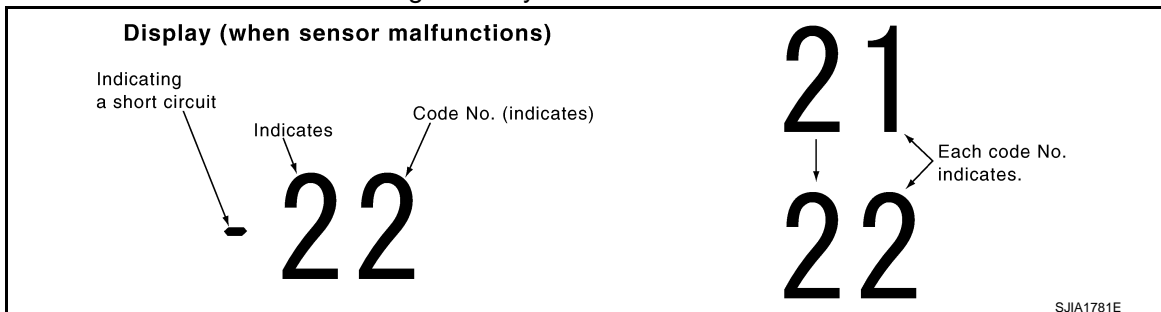 Display (when sensor malfunctions)
Indicating
a short circuit
Indicates
Code No. (indicates)
- 22
21
Each code No.
indicates.
22
SJIA1781E